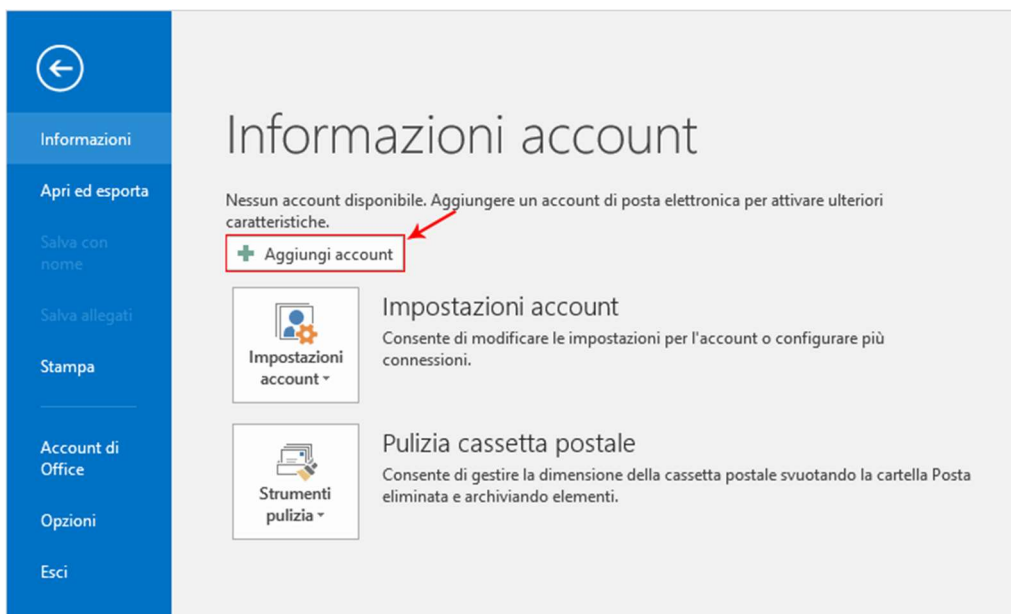 Informazioni
Apri ed esporta
Salva con
nome
Salva allegati
Stampa
Account di
Office
Opzioni
Esci
Informazioni account
Nessun account disponibile. Aggiungere un account di posta elettronica per attivare ulteriori
caratteristiche.
Aggiungi account
Impostazioni
account
Impostazioni account
Consente di modificare le impostazioni per l'account o configurare più
connessioni.
Strumenti
pulizia
Pulizia cassetta postale
Consente di gestire la dimensione della cassetta postale svuotando la cartella Posta
eliminata e archiviando elementi.